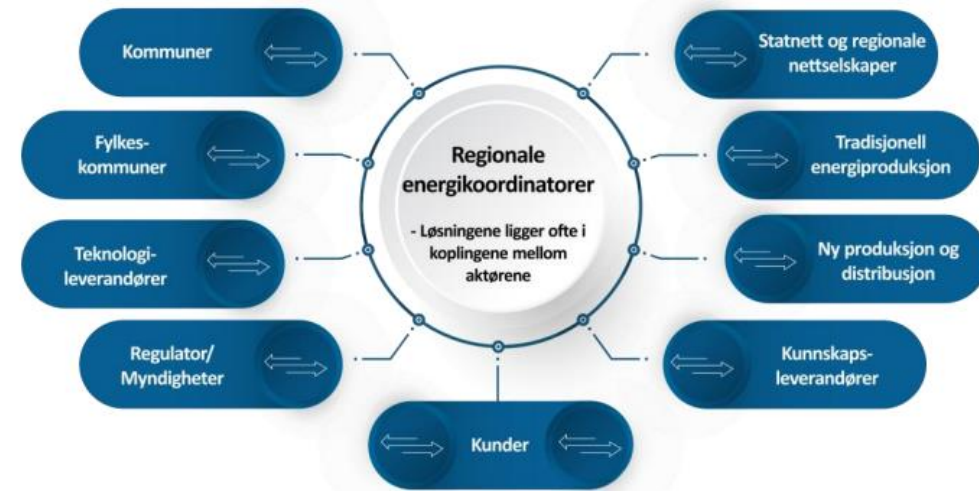 Kommuner
Fylkes-
kommuner
Teknologi-
leverandører
Regulator/
Myndigheter
Regionale
energikoordinatorer
- Løsningene ligger ofte i
koplingene mellom
aktørene
Kunder
Statnett og regionale
nettselskaper
Tradisjonell
energiproduksjon
Ny produksjon og
distribusjon
Kunnskaps-
leverandører